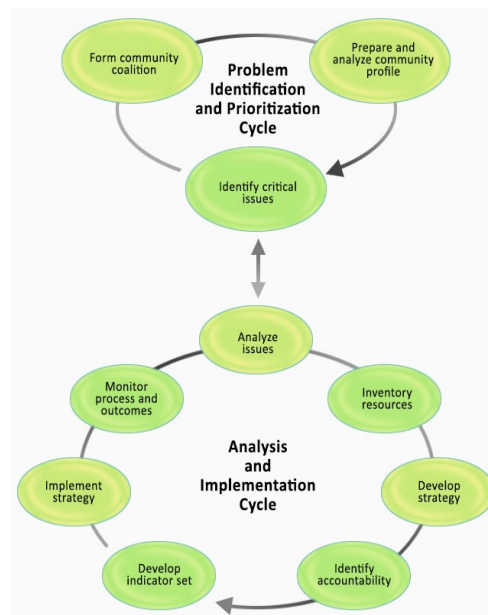 Form community
coalition
Prepare and
analyze community
profile
Problem
Identification
and Prioritization
Cycle
Identify critical
issues
Analyze
issues
Monitor
process and
outcomes
Inventory
resources
Analysis
and
Implementation
Cycle
Implement
strategy
Develop
strategy
Develop
indicator set
Identify
accountability